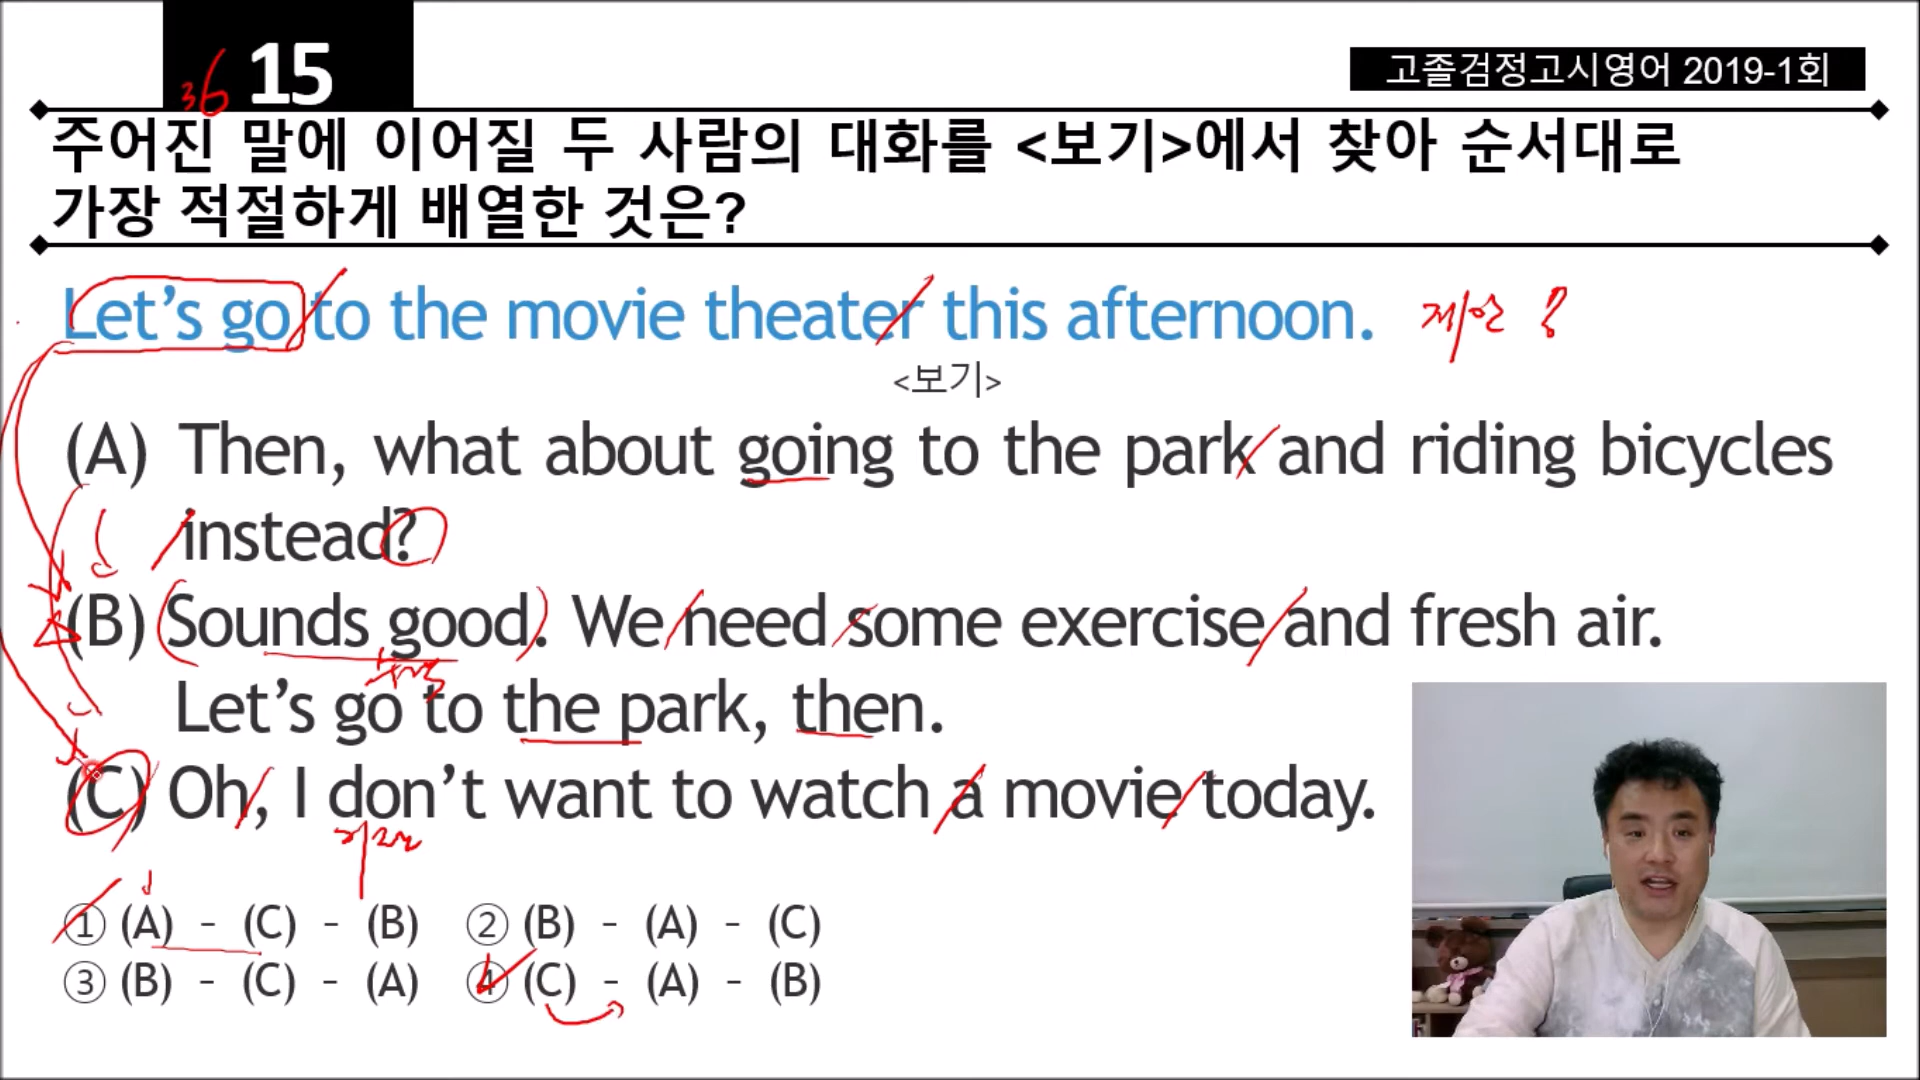 36 15
고졸검정고시영어 2019-1회
주어진 말에 이어질 두 사람의 대화를 <보기>에서 찾아 순서대로
가장 적절하게 배열한 것은?
Let's go to the movie theater this afternoon. 제안 ?
<보기>
(A) Then, what about going to the park and riding bicycles
instead?
(B) Sounds good. We need some exercise and fresh air.
Let's go to the park, then.
(C) Oh, I don't want to watch a movie today.
거절
① (A) - (C) - (B) ② (B) - (A) - (C)
③ (B) - (C) - (A) ④ (C) - (A) - (B)